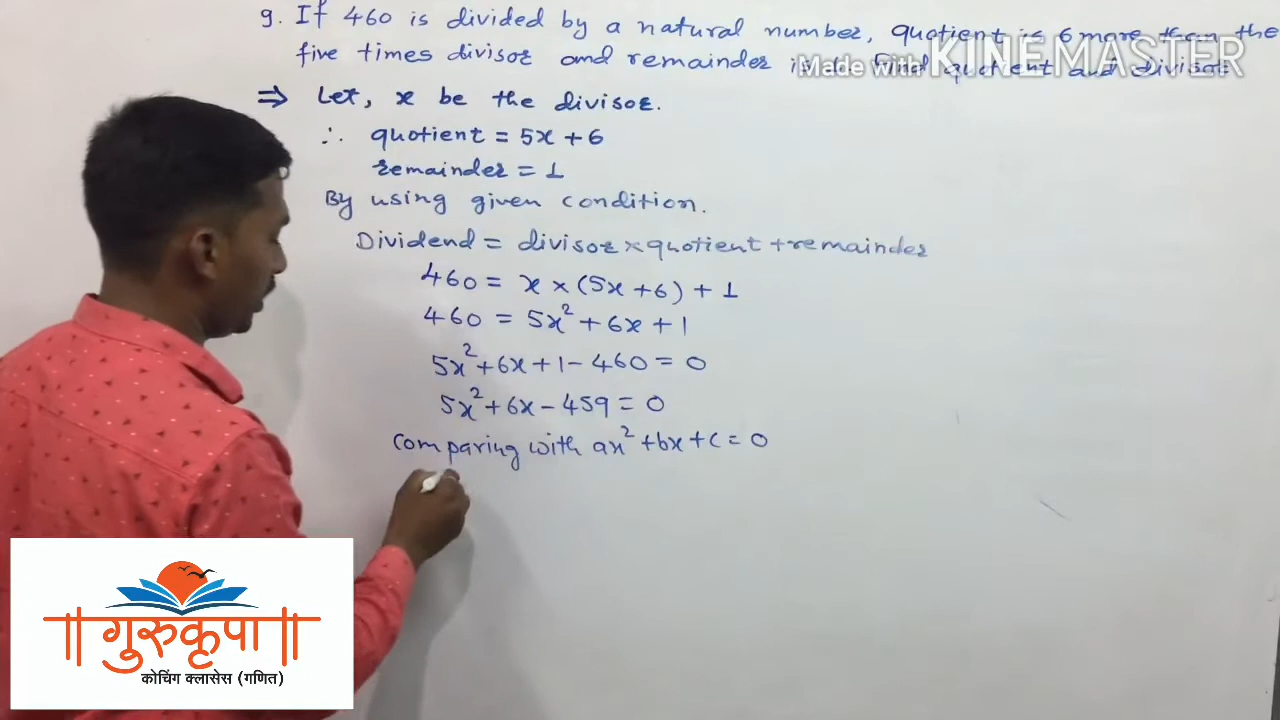 9. If 460 is divided by a natural number, quotient is 6 more than the
five times divisor and remainder is 1. find quotient and divisor
Made with KINEMASTER
⇒ Let, x be the divisor.
∴ quotient = 5x + 6
remainder = 1
By using given condition.
Dividend = divisor × quotient + remainder
460 = x × (5x + 6) + 1
460 = 5x² + 6x + 1
5x² + 6x + 1 - 460 = 0
5x² + 6x - 459 = 0
comparing with ax² + bx + c = 0
॥ गुरुकृपा ॥
कोचिंग क्लासेस (गणित)